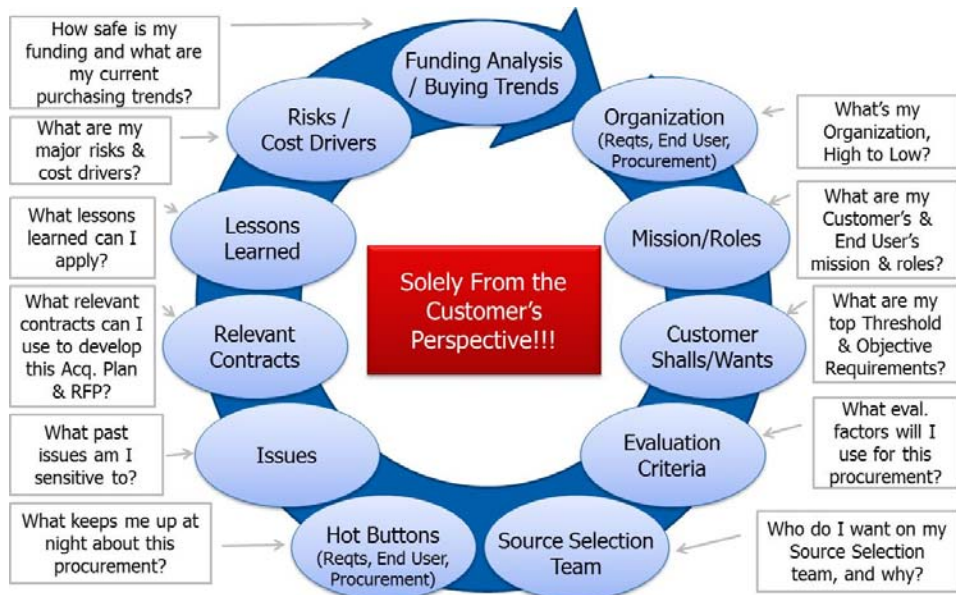 How safe is my
funding and what are
my current
purchasing trends?
Funding Analysis
/ Buying Trends
Organization
(Reqts, End User,
Procurement)
What's my
Organization,
High to Low?
Mission/Roles
What are my
Customer's &
End User's
mission & roles?
Customer
Shalls/Wants
What are my
top Threshold
& Objective
Requirements?
Evaluation
Criteria
What eval.
factors will I
use for this
procurement?
Source Selection
Team
Who do I want on my
Source Selection
team, and why?
Hot Buttons
(Reqts, End User,
Procurement)
What keeps me up at
night about this
procurement?
Issues
What past
issues am I
sensitive to?
Relevant
Contracts
What relevant
contracts can I
use to develop
this Acq. Plan
& RFP?
Lessons
Learned
What lessons
learned can I
apply?
Risks /
Cost Drivers
What are my
major risks &
cost drivers?
Solely From the
Customer's
Perspective!!!